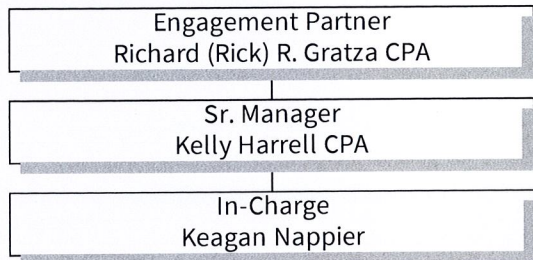 Engagement Partner
Richard (Rick) R. Gratza CPA
Sr. Manager
Kelly Harrell CPA
In-Charge
Keagan Nappier